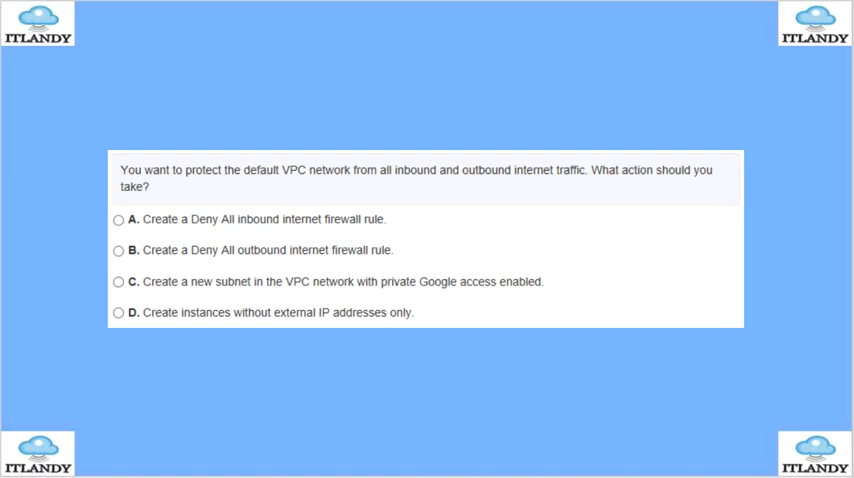 ITLANDY
ITLANDY
You want to protect the default VPC network from all inbound and outbound internet traffic. What action should you
take?
A. Create a Deny All inbound internet firewall rule.
B. Create a Deny All outbound internet firewall rule.
C. Create a new subnet in the VPC network with private Google access enabled.
D. Create instances without external IP addresses only.
ITLANDY
ITLANDY